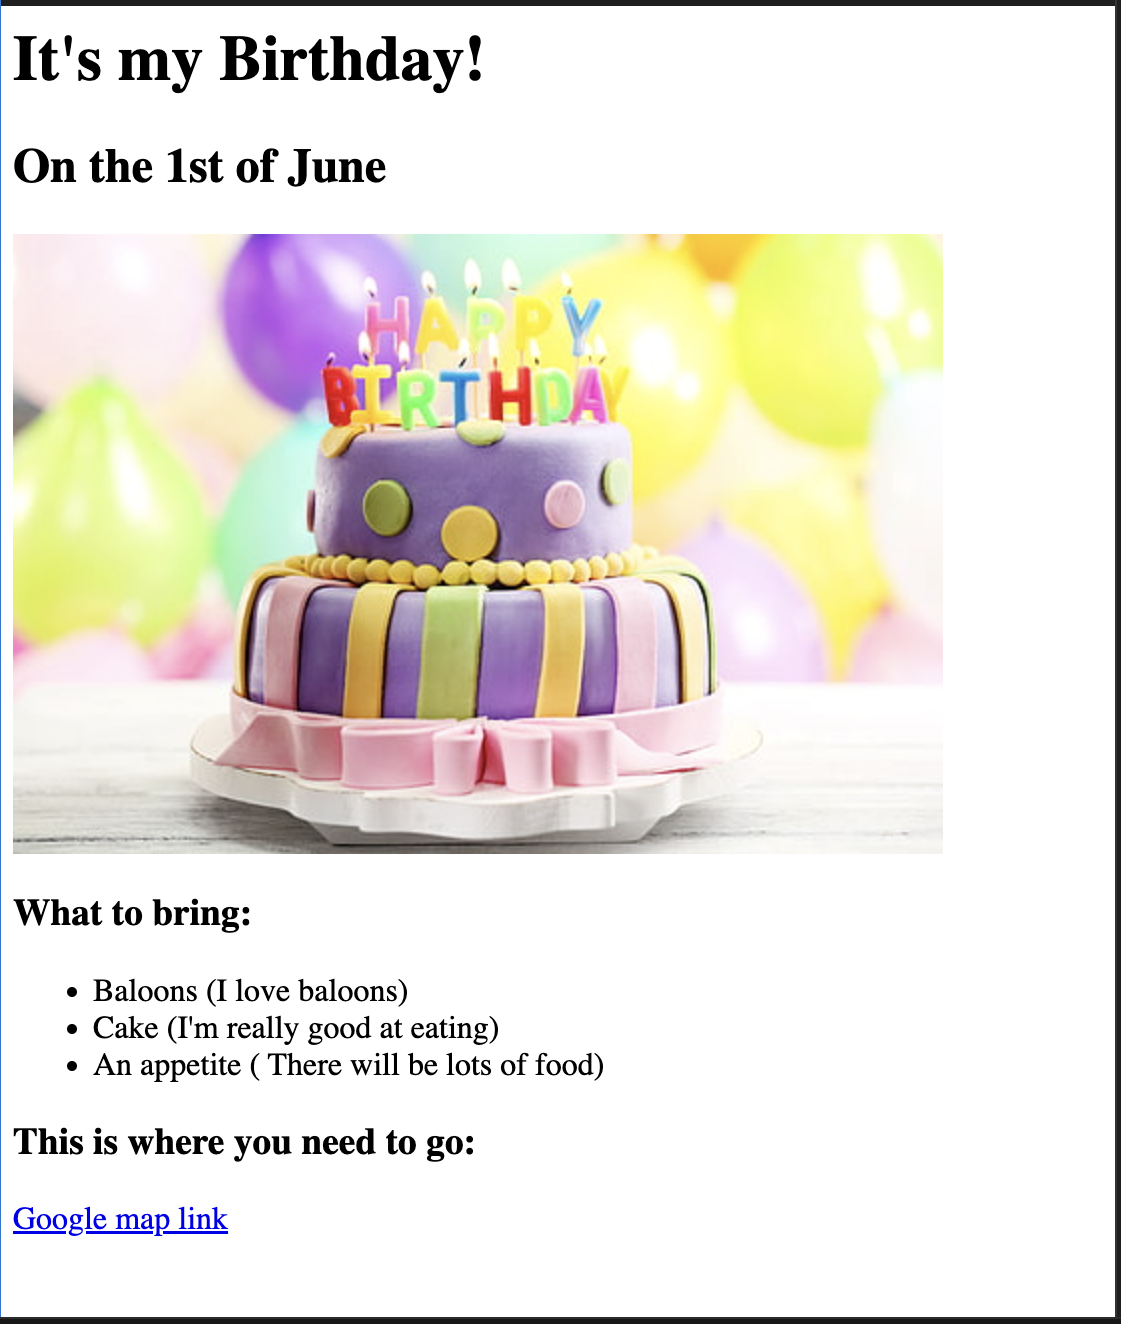 It's my Birthday!
On the 1st of June
HAPPY
BIRTHDAY
What to bring:
• Baloons (I love baloons)
• Cake (I'm really good at eating)
• An appetite ( There will be lots of food)
This is where you need to go:
Google map link